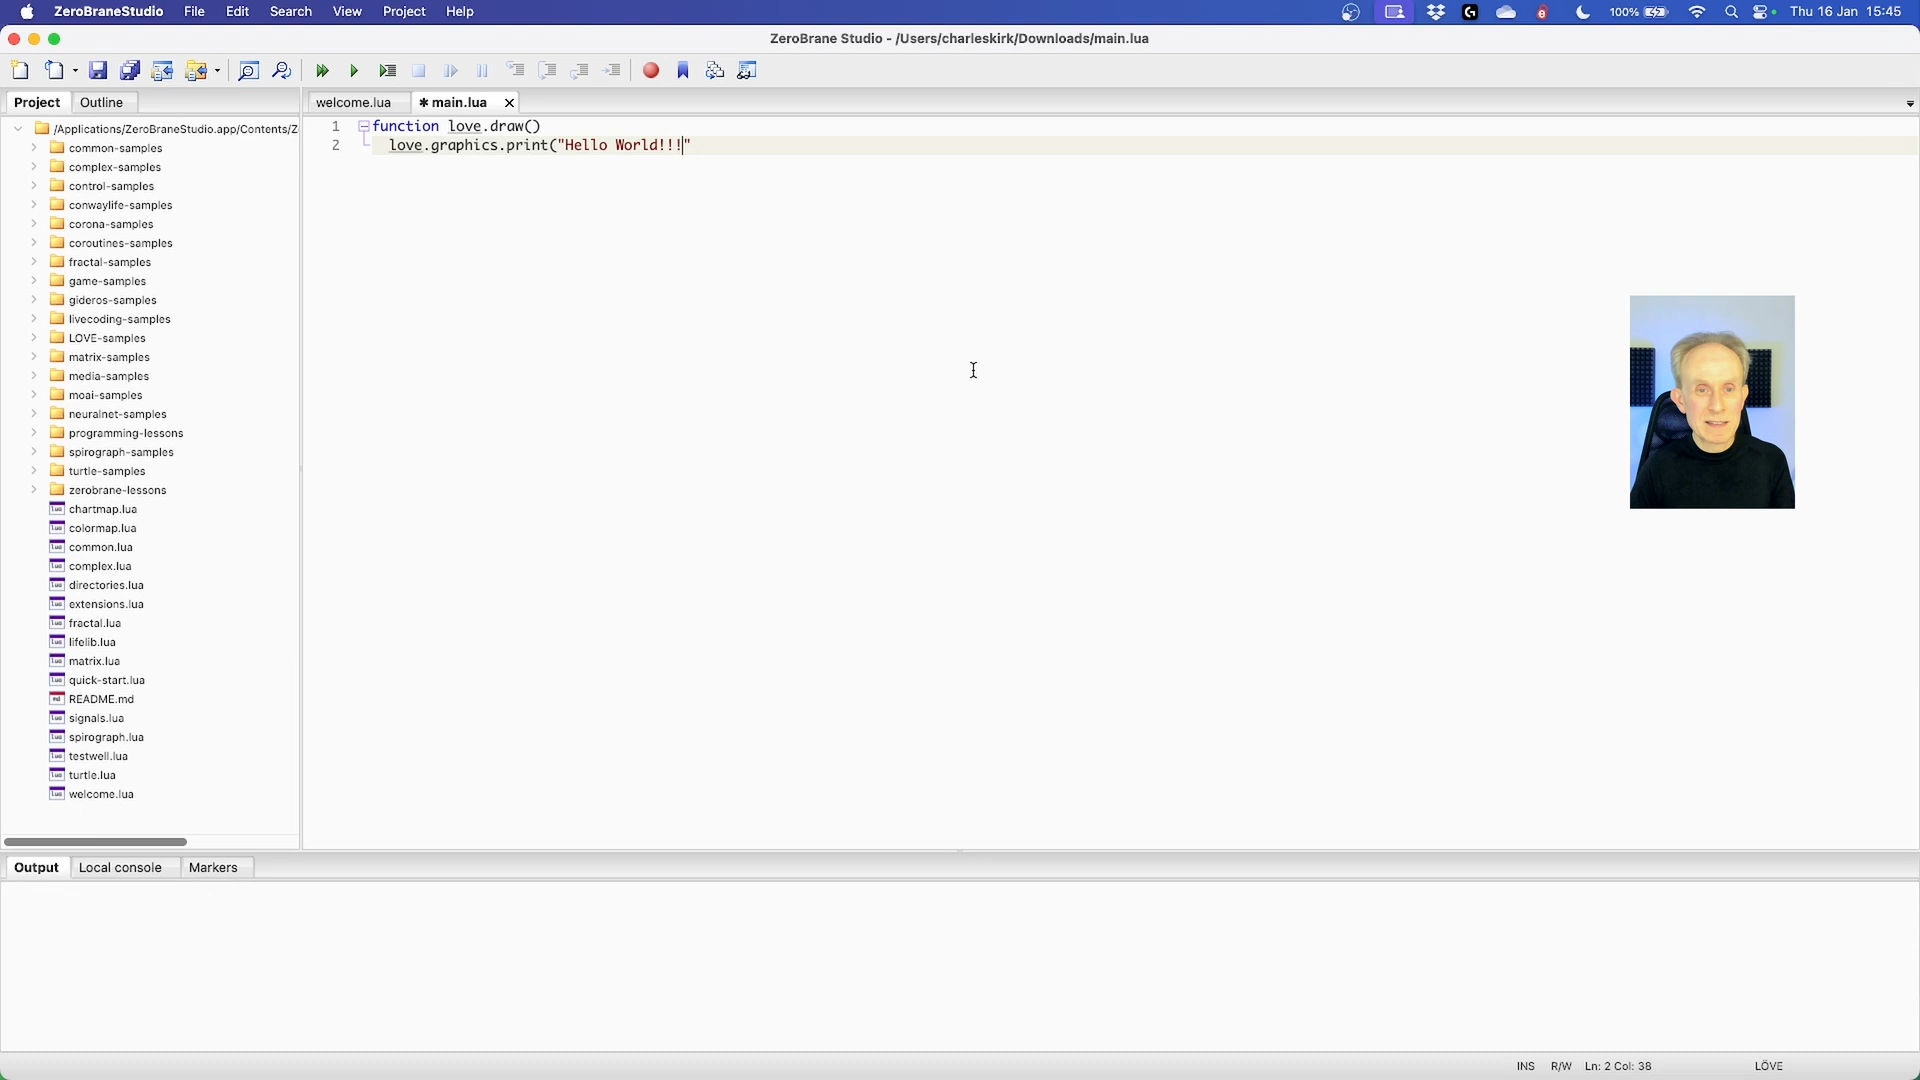 ZeroBraneStudio File Edit Search View Project Help 100% Thu 16 Jan 15:45
ZeroBrane Studio - /Users/charleskirk/Downloads/main.lua
Project Outline
welcome.lua ✱ main.lua
/Applications/ZeroBraneStudio.app/Contents/Z
common-samples
complex-samples
control-samples
conwaylife-samples
corona-samples
coroutines-samples
fractal-samples
game-samples
gideros-samples
livecoding-samples
LOVE-samples
matrix-samples
media-samples
moai-samples
neuralnet-samples
programming-lessons
spirograph-samples
turtle-samples
zerobrane-lessons
chartmap.lua
colormap.lua
common.lua
complex.lua
directories.lua
extensions.lua
fractal.lua
lifelib.lua
matrix.lua
quick-start.lua
README.md
signals.lua
spirograph.lua
testwell.lua
turtle.lua
welcome.lua
1 function love.draw()
2 love.graphics.print("Hello World!!!"
Output Local console Markers
INS R/W Ln: 2 Col: 38 LÖVE